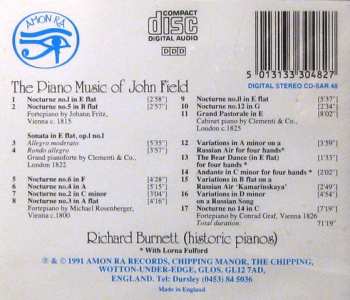 AMON RA
COMPACT
disc
DIGITAL AUDIO
DDD
5 013133 304827
DIGITAL STEREO CD-SAR 48
The Piano Music of John Field
1 Nocturne no.1 in E flat [2'58"]
2 Nocturne no.5 in B flat [2'51"]
Fortepiano by Johann Fritz,
Vienna c. 1815
Sonata in E flat, op.1 no.1
3 Allegro moderato [5'35"]
4 Rondo allegro [3'57"]
Grand pianoforte by Clementi & Co.,
London c. 1822
5 Nocturne no.6 in F [4'28"]
6 Nocturne no.4 in A [5'15"]
7 Nocturne no.2 in C minor [3'07"]
8 Nocturne no.3 in A flat [4'16"]
Fortepiano by Michael Rosenberger,
Vienna c.1800
9 Nocturne no.8 in E flat [5'37"]
10 Nocturne no.12 in G [2'34"]
11 Grand Pastorale in E [8'02"]
Cabinet piano by Clementi & Co.,
London c.1825
12 Variations in A minor on a [3'59"]
Russian Air for four hands*
13 The Bear Dance (in E flat) [1'33"]
for four hands*
14 Andante in C minor for four hands* [2'51"]
15 Variations in B flat on a [3'23"]
Russian Air 'Kamarinskaya'
16 Variations in D minor [4'54"]
on a Russian Song
17 Nocturne no 14 in C [7'19"]
Fortepiano by Conrad Graf, Vienna 1826
Total duration 84'5036
Richard Burnett (historic pianos)
* With Lorna Fulford
℗ & © 1991 AMON RA RECORDS, CHIPPING MANOR, THE CHIPPING,
WOTTON-UNDER-EDGE, GLOS. GL12 7AD,
ENGLAND. Tel: Dursley (0453) 84 5036
Made in England